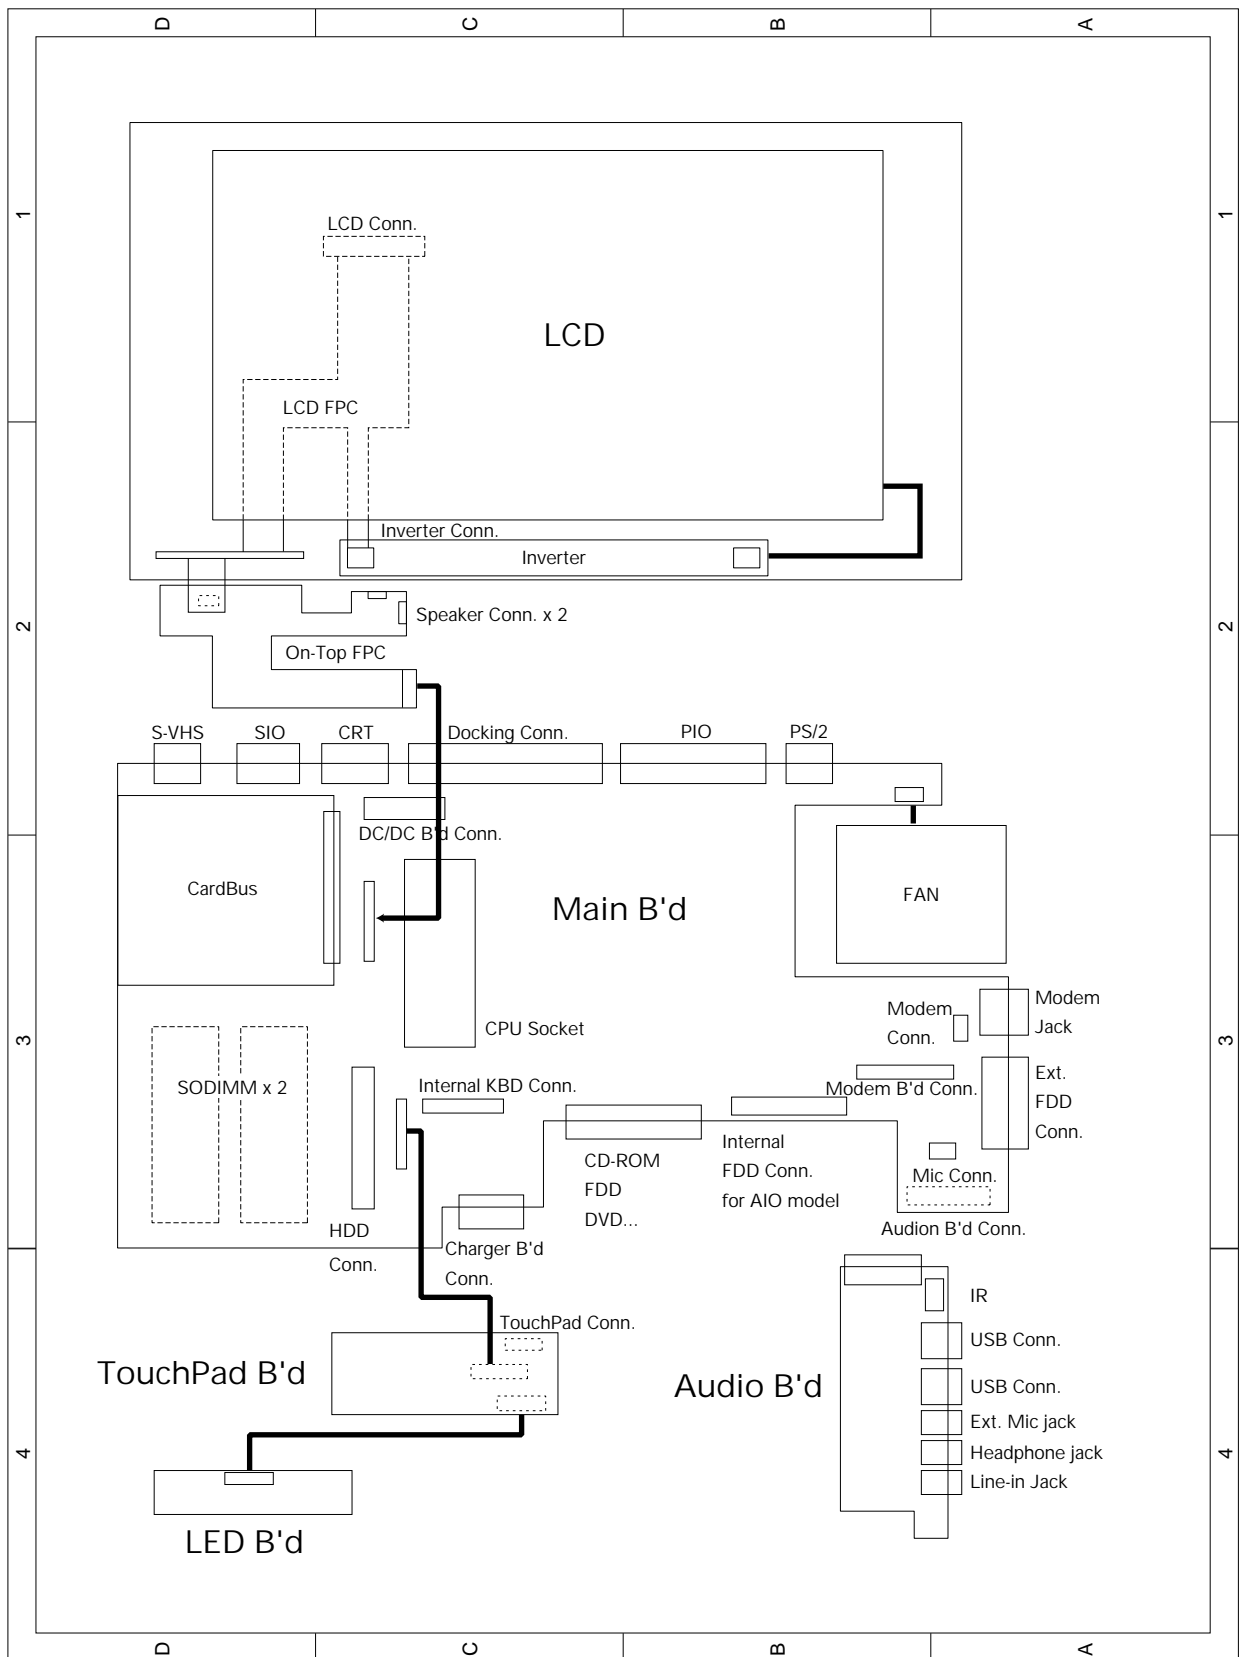 D C B A
1 1
LCD Conn.
LCD
LCD FPC
Inverter Conn.
Inverter
2 2
Speaker Conn. x 2
On-Top FPC
S-VHS SIO CRT Docking Conn. PIO PS/2
DC/DC B'd Conn.
CardBus
Main B'd
FAN
3 3
CPU Socket
Modem
Conn.
Modem
Jack
SODIMM x 2
Internal KBD Conn.
Modem B'd Conn.
Ext.
FDD
Conn.
CD-ROM
FDD
DVD...
Internal
FDD Conn.
for AIO model
Mic Conn.
Audion B'd Conn.
HDD
Conn.
Charger B'd
Conn.
TouchPad Conn.
TouchPad B'd
Audio B'd
IR
USB Conn.
USB Conn.
Ext. Mic jack
Headphone jack
Line-in Jack
4 4
LED B'd
D C B A